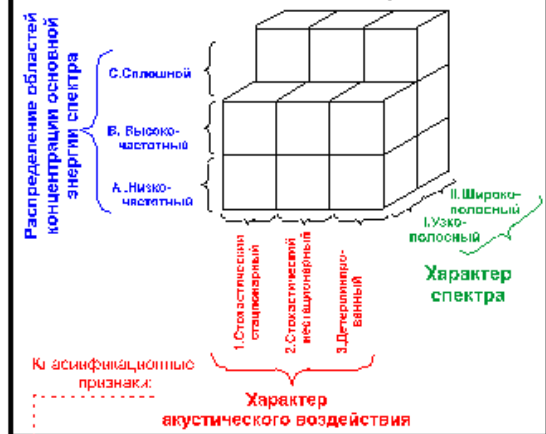 Распределение областей
концентрации основной
энергии спектра
С.Сплошной
В. Высоко-
частотный
А.Низко-
частотный
1.Стохастический
стационарный
2.Стохастический
нестационарный
3.Детерминиро-
ванный
I.Узко-
полосный
II.Широко-
полосный
Характер
спектра
Классификационные
признаки:
Характер
акустического воздействия